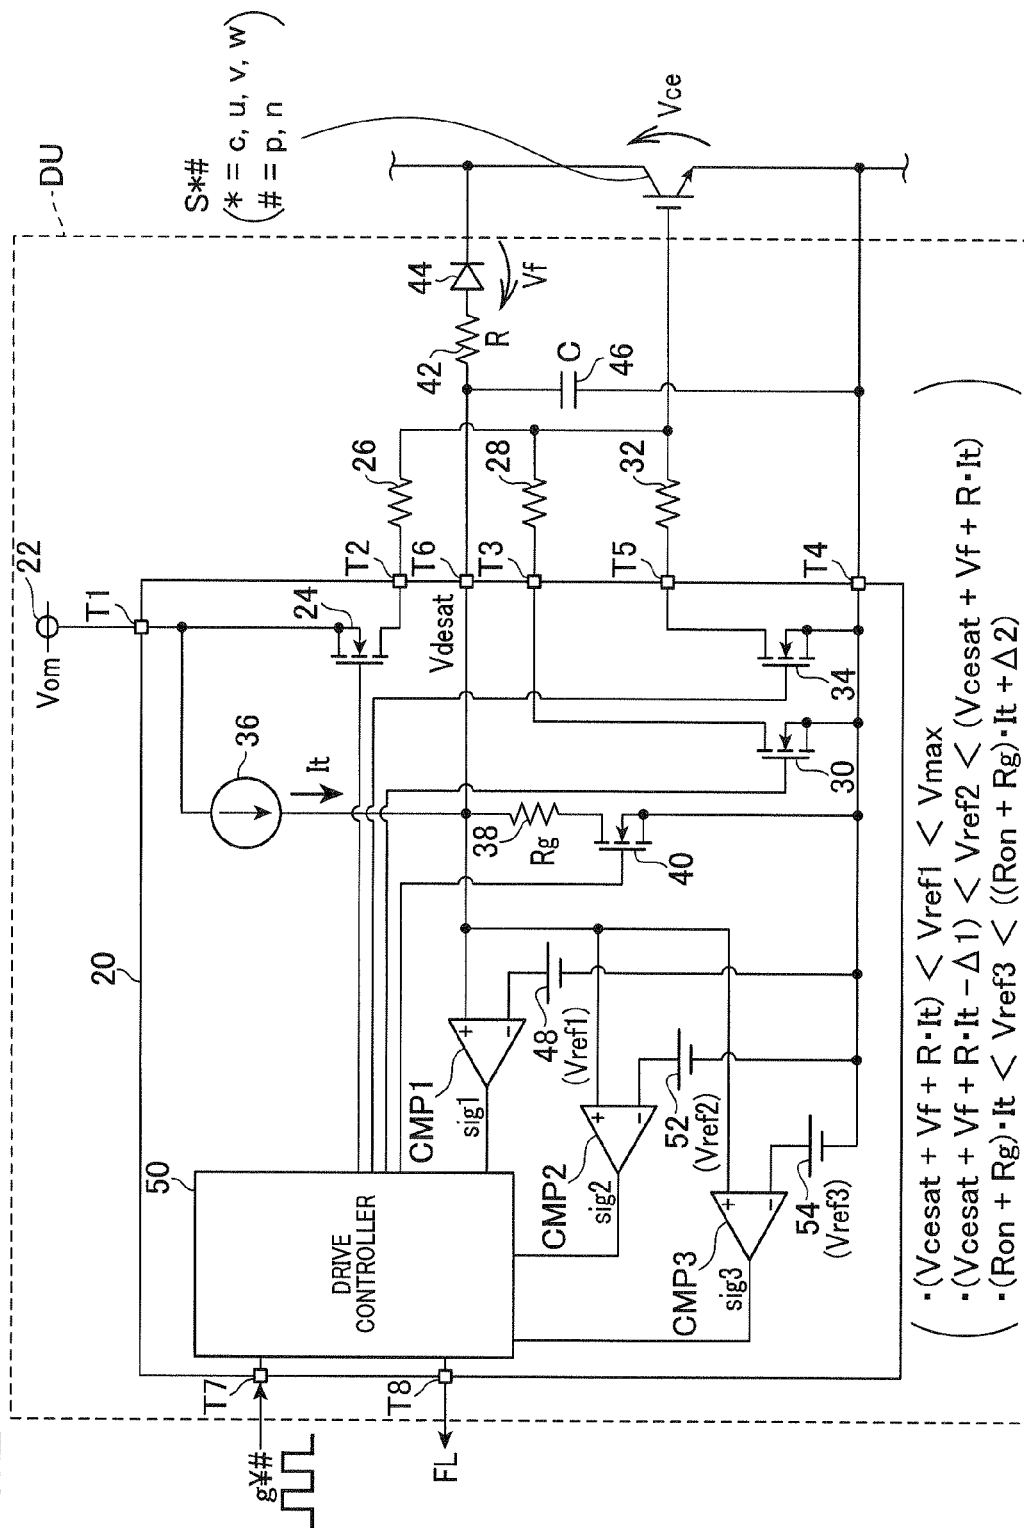 DU
S*#
(* = c, u, v, w)
(# = p, n)
22
Vom
T1
20
36
It
24
T2
26
T6
Vdesat
42
R
44
Vf
Vce
T3
28
C
46
T5
32
T4
38
Rg
40
30
34
50
DRIVE
CONTROLLER
CMP1
sig1
+
−
48
(Vref1)
CMP2
sig2
+
−
52
(Vref2)
CMP3
sig3
+
−
54
(Vref3)
T7
g¥#
T8
FL
・(Vcesat + Vf + R・It) < Vref1 < Vmax
・(Vcesat + Vf + R・It − Δ1) < Vref2 < (Vcesat + Vf + R・It)
・(Ron + Rg)・It < Vref3 < ((Ron + Rg)・It + Δ2)